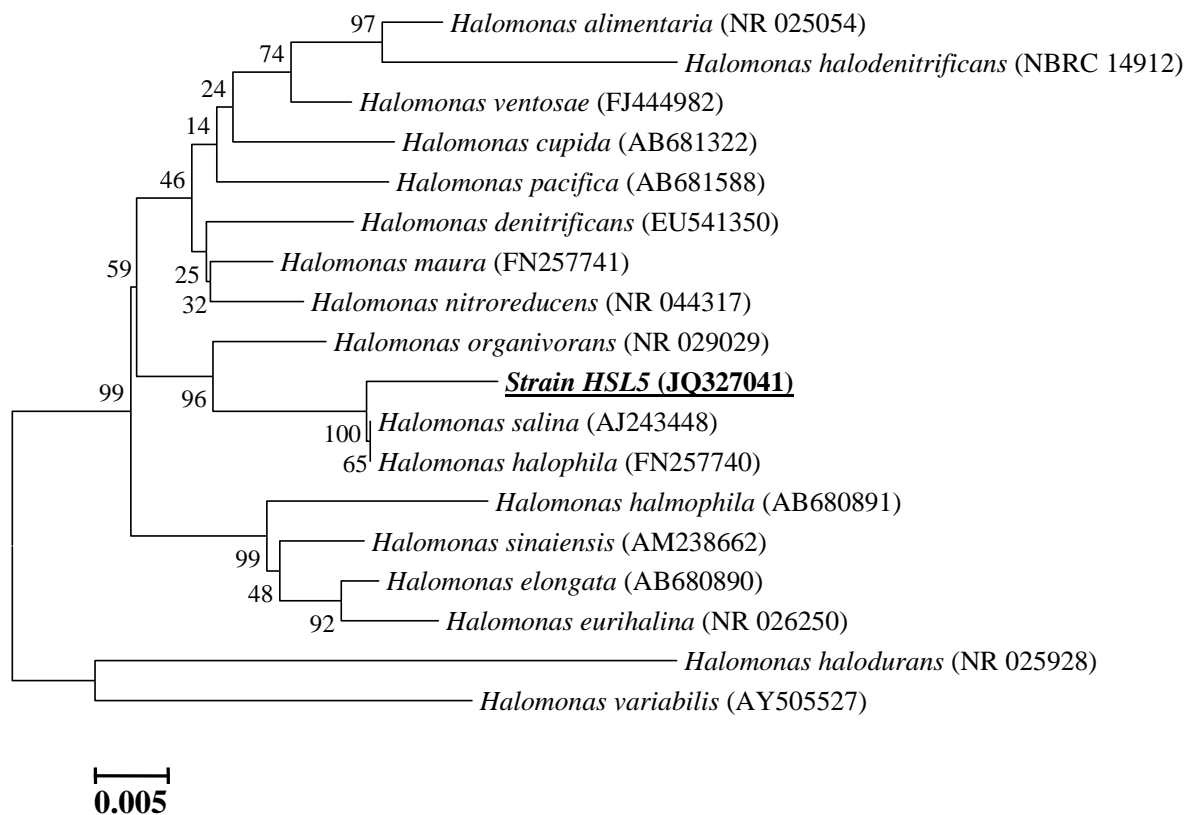 97
Halomonas alimentaria (NR 025054)
Halomonas halodenitrificans (NBRC 14912)
74
Halomonas ventosae (FJ444982)
24
Halomonas cupida (AB681322)
14
Halomonas pacifica (AB681588)
46
Halomonas denitrificans (EU541350)
Halomonas maura (FN257741)
25
32
Halomonas nitroreducens (NR 044317)
59
Halomonas organivorans (NR 029029)
Strain HSL5 (JQ327041)
99
96
Halomonas salina (AJ243448)
100
65
Halomonas halophila (FN257740)
Halomonas halmophila (AB680891)
Halomonas sinaiensis (AM238662)
99
Halomonas elongata (AB680890)
48
Halomonas eurihalina (NR 026250)
92
Halomonas halodurans (NR 025928)
Halomonas variabilis (AY505527)
0.005